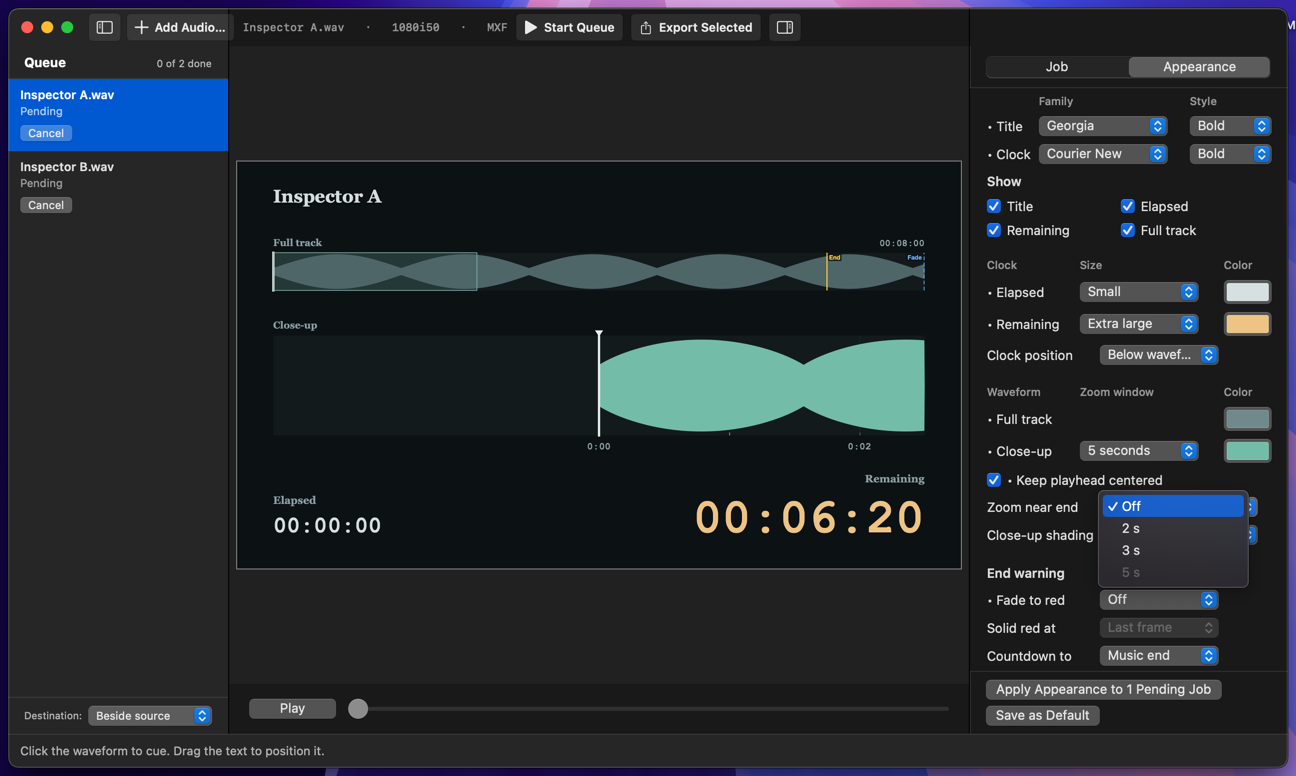 Add Audio...
Inspector A.wav · 1080i50 · MXF
Start Queue
Export Selected
Queue
0 of 2 done
Inspector A.wav
Pending
Cancel
Inspector B.wav
Pending
Cancel
Destination: Beside source
Inspector A
Full track
00:08:00
End
Fade
Close-up
0:00
0:02
Elapsed
00:00:00
Remaining
00:06:20
Play
Job
Appearance
Family Style
• Title Georgia Bold
• Clock Courier New Bold
Show
Title Elapsed
Remaining Full track
Clock Size Color
• Elapsed Small
• Remaining Extra large
Clock position Below wavef...
Waveform Zoom window Color
• Full track
• Close-up 5 seconds
• Keep playhead centered
Zoom near end
✓ Off
2 s
3 s
5 s
Close-up shading
End warning
• Fade to red Off
Solid red at Last frame
Countdown to Music end
Apply Appearance to 1 Pending Job
Save as Default
Click the waveform to cue. Drag the text to position it.